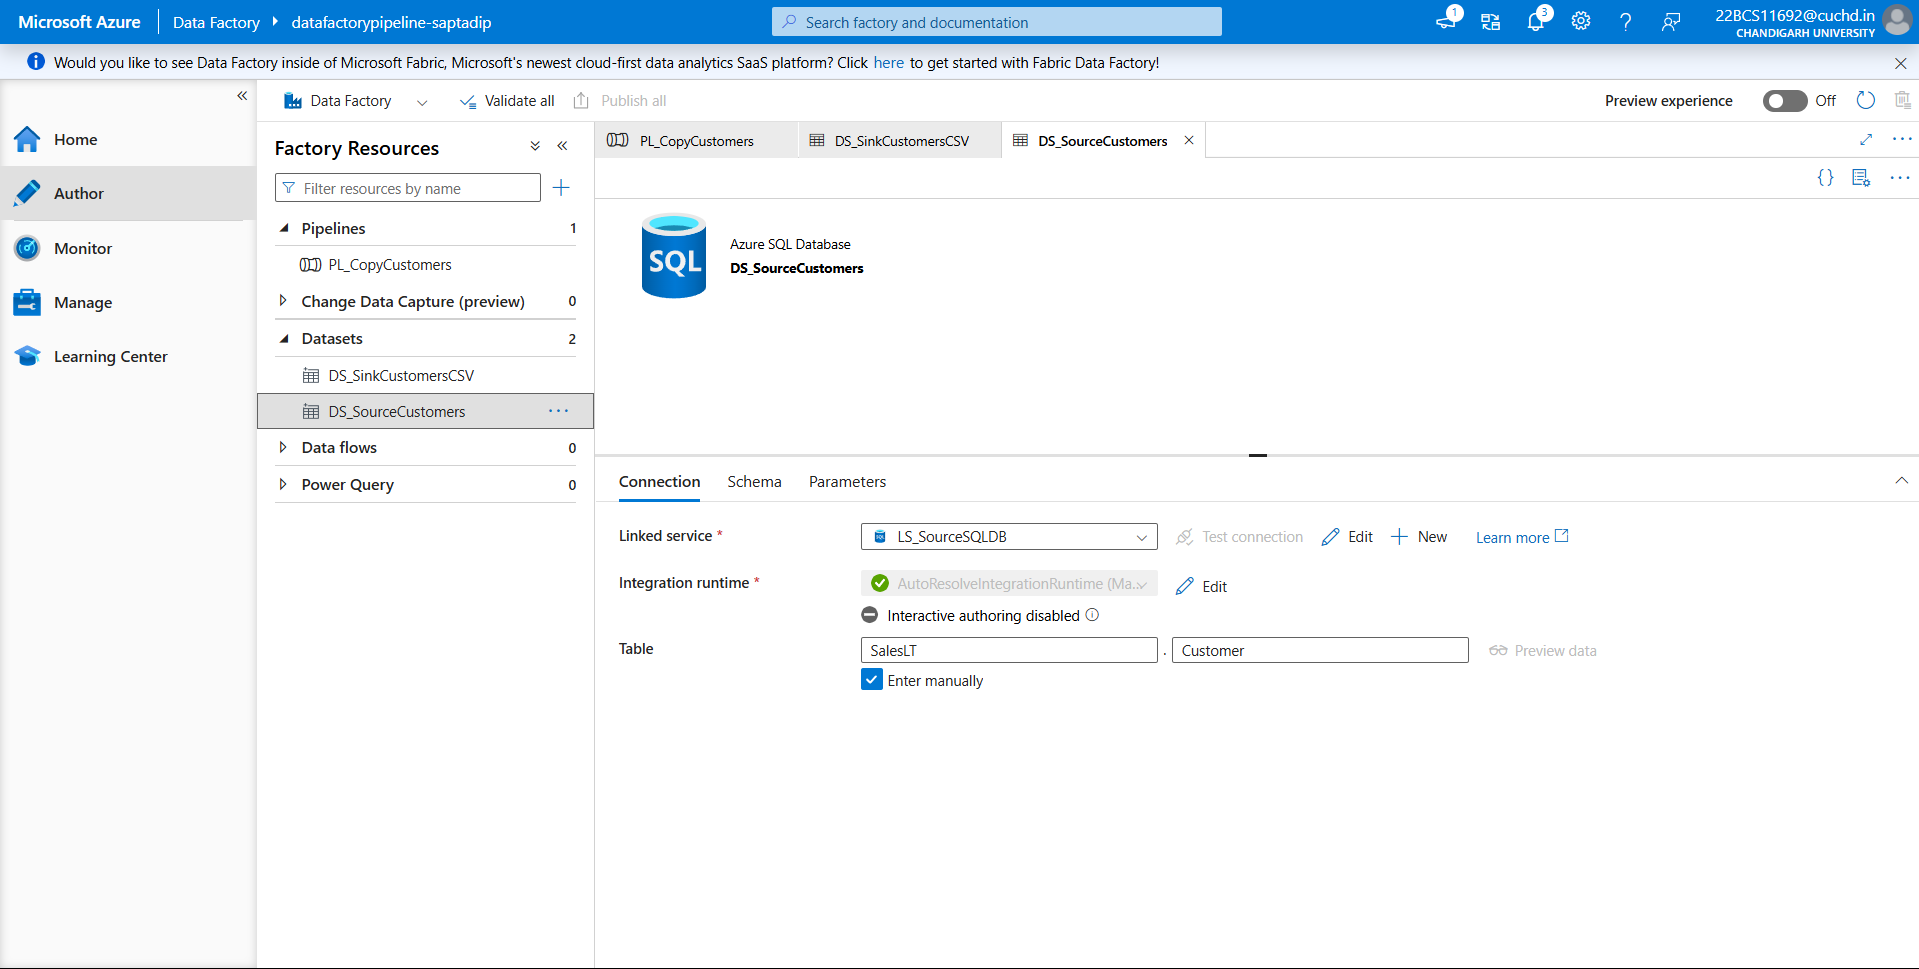 Microsoft Azure
Data Factory
datafactorypipeline-saptadip
Search factory and documentation
1
3
22BCS11692@cuchd.in
CHANDIGARH UNIVERSITY
Would you like to see Data Factory inside of Microsoft Fabric, Microsoft's newest cloud-first data analytics SaaS platform? Click here to get started with Fabric Data Factory!
Home
Author
Monitor
Manage
Learning Center
Data Factory
Validate all
Publish all
Preview experience
Off
Factory Resources
Filter resources by name
Pipelines 1
PL_CopyCustomers
Change Data Capture (preview) 0
Datasets 2
DS_SinkCustomersCSV
DS_SourceCustomers
Data flows 0
Power Query 0
PL_CopyCustomers
DS_SinkCustomersCSV
DS_SourceCustomers
SQL
Azure SQL Database
DS_SourceCustomers
Connection
Schema
Parameters
Linked service *
LS_SourceSQLDB
Test connection
Edit
New
Learn more
Integration runtime *
AutoResolveIntegrationRuntime (Ma...
Edit
Interactive authoring disabled
Table
SalesLT . Customer
Preview data
Enter manually